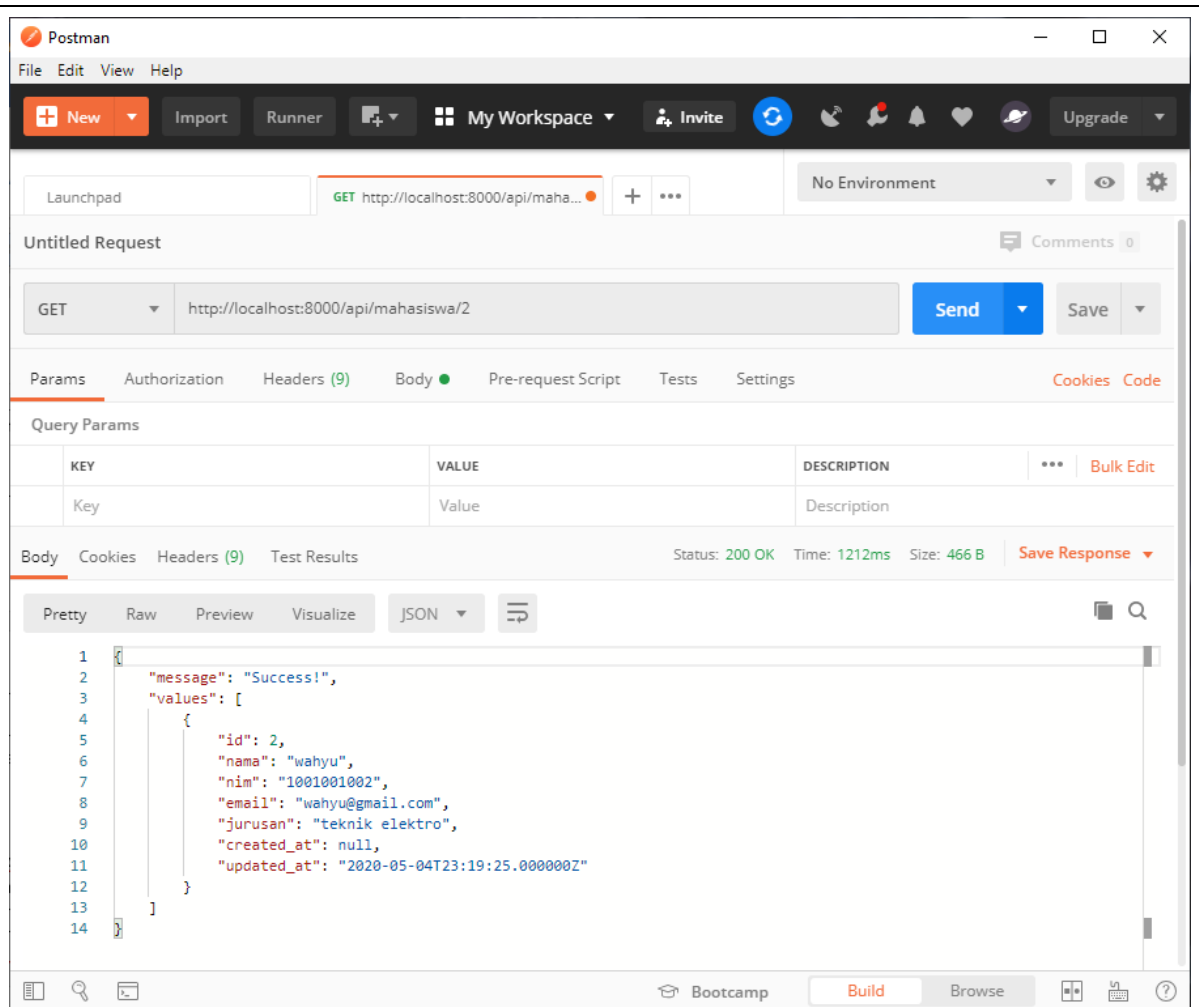 Postman
File Edit View Help
New Import Runner My Workspace Invite Upgrade
Launchpad GET http://localhost:8000/api/maha... No Environment
Untitled Request Comments 0
GET http://localhost:8000/api/mahasiswa/2 Send Save
Params Authorization Headers (9) Body Pre-request Script Tests Settings Cookies Code
Query Params
KEY VALUE DESCRIPTION ••• Bulk Edit
Key Value Description
Body Cookies Headers (9) Test Results Status: 200 OK Time: 1212ms Size: 466 B Save Response
Pretty Raw Preview Visualize JSON
1 {
2 "message": "Success!",
3 "values": [
4 {
5 "id": 2,
6 "nama": "wahyu",
7 "nim": "1001001002",
8 "email": "wahyu@gmail.com",
9 "jurusan": "teknik elektro",
10 "created_at": null,
11 "updated_at": "2020-05-04T23:19:25.000000Z"
12 }
13 ]
14 }
Bootcamp Build Browse